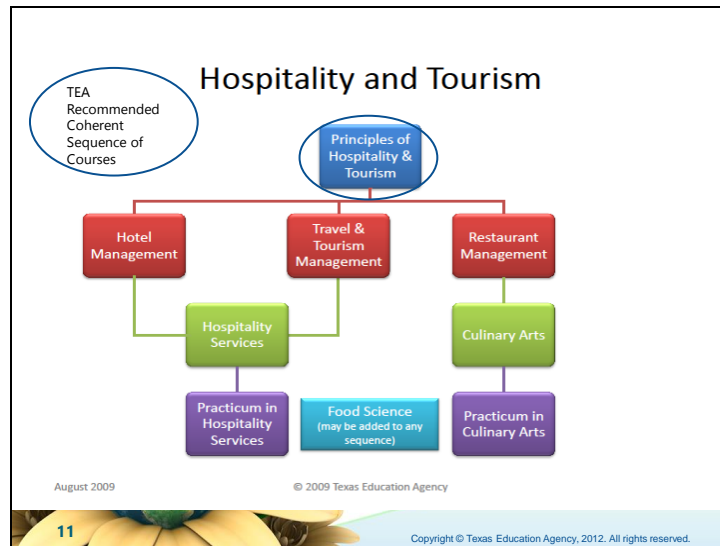 TEA
Recommended
Coherent
Sequence of
Courses
Hospitality and Tourism
Principles of
Hospitality &
Tourism
Hotel
Management
Travel &
Tourism
Management
Restaurant
Management
Hospitality
Services
Culinary Arts
Practicum in
Hospitality
Services
Food Science
(may be added to any
sequence)
Practicum in
Culinary Arts
August 2009
© 2009 Texas Education Agency
11
Copyright © Texas Education Agency, 2012. All rights reserved.